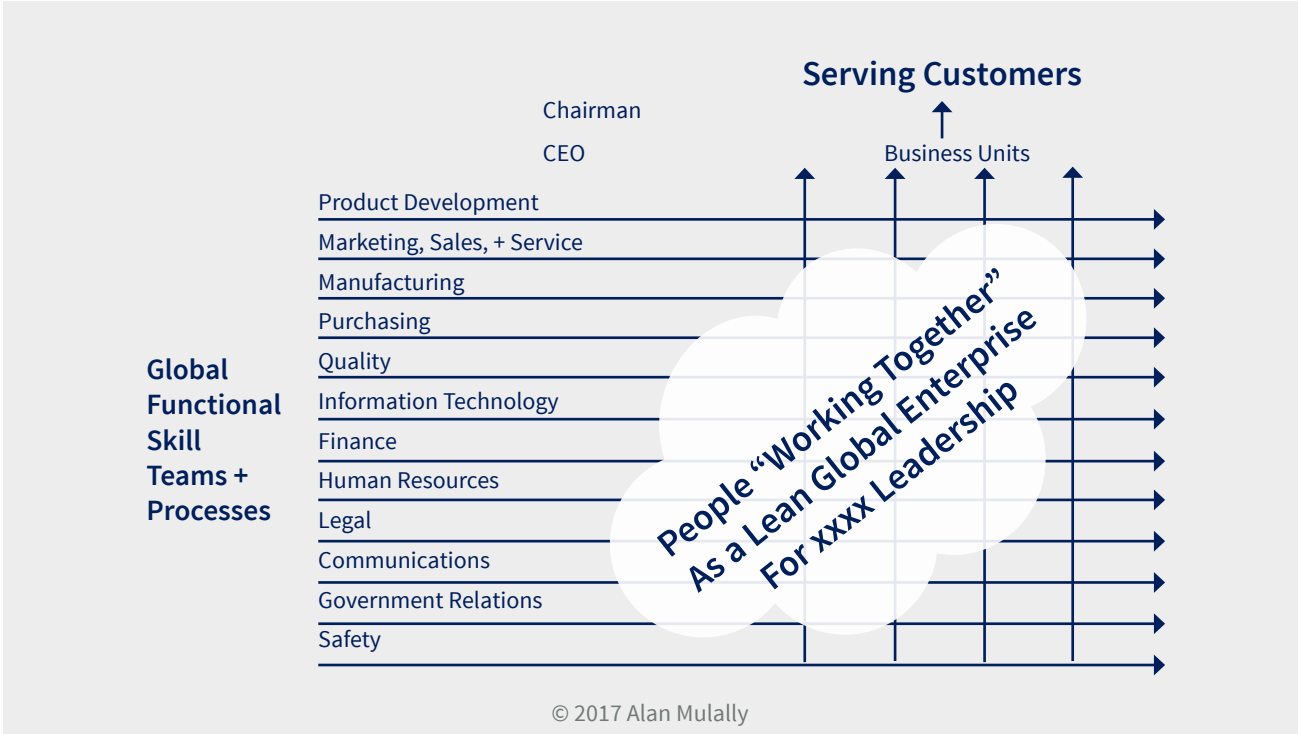 Serving Customers
Chairman
CEO
Business Units
Product Development
Marketing, Sales, + Service
Manufacturing
Purchasing
Quality
Information Technology
Finance
Human Resources
Legal
Communications
Government Relations
Safety
Global
Functional
Skill
Teams +
Processes
People “Working Together”
As a Lean Global Enterprise
For xxxx Leadership
© 2017 Alan Mulally